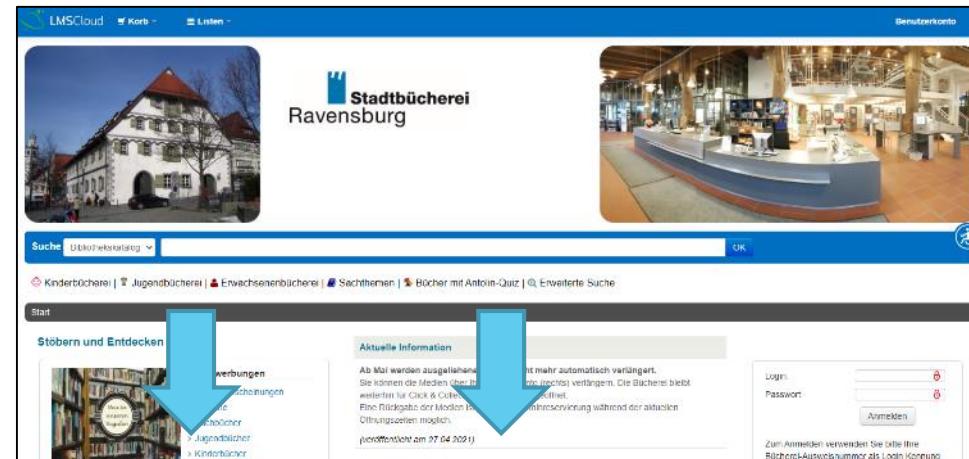 LMSCloud Korb Listen Benutzerkonto
Stadtbücherei
Ravensburg
Suche Bibliothekskatalog OK
Kinderbücherei | Jugendbücherei | Erwachsenenbücherei | Sachthemen | Bücher mit Antolin-Quiz | Erweiterte Suche
Start
Stöbern und Entdecken
Jugendbücher
Kinderbücher
Aktuelle Information
Ab Mai werden ausgeliehene mehr automatisch verlängert.
Sie können die Medien über (rechts) verlängern. Die Bücherei bleibt
weiterhin für Click &
Eine Rückgabe der Medien während der aktuellen
Öffnungszeiten möglich.
(veröffentlicht am 27.04.2021)
Login:
Passwort
Anmelden
Zum Anmelden verwenden Sie bitte Ihre
Bücherei-Ausweisnummer als Login Kennung